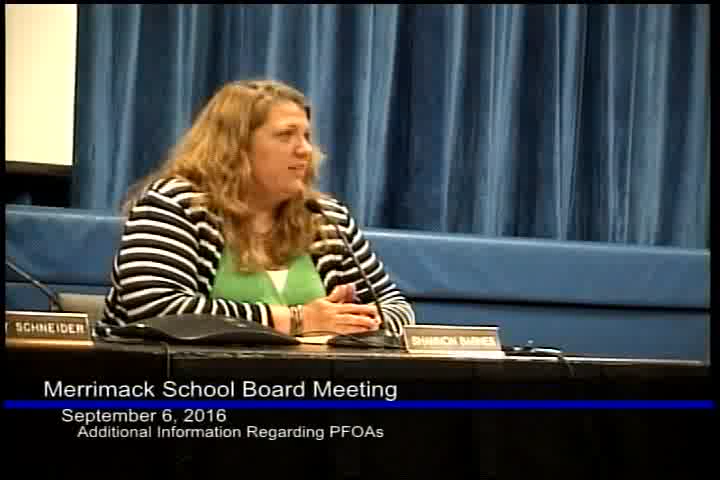 SCHNEIDER
SHANNON BARNES
Merrimack School Board Meeting
September 6, 2016
Additional Information Regarding PFOAs